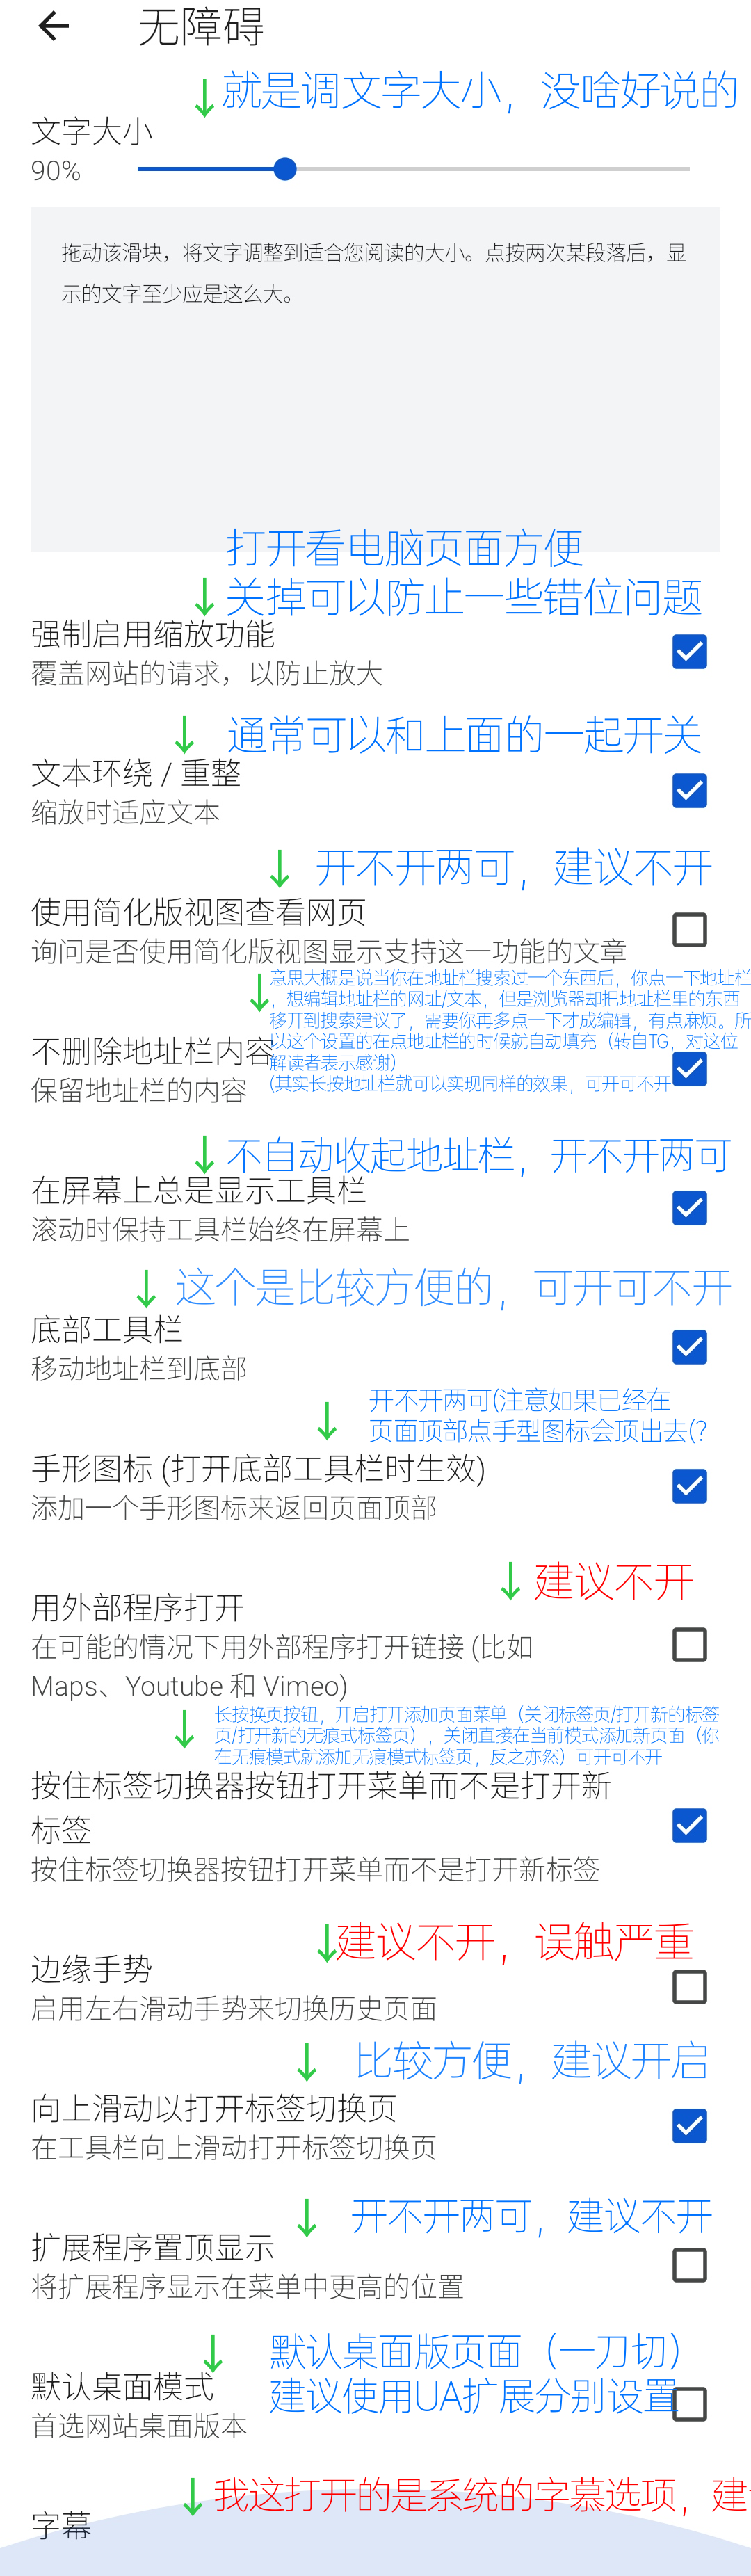 无障碍
就是调文字大小，没啥好说的
文字大小
90%
拖动该滑块，将文字调整到适合您阅读的大小。点按两次某段落后，显
示的文字至少应是这么大。
打开看电脑页面方便
关掉可以防止一些错位问题
强制启用缩放功能
覆盖网站的请求，以防止放大
通常可以和上面的一起开关
文本环绕 / 重整
缩放时适应文本
开不开两可，建议不开
使用简化版视图查看网页
询问是否使用简化版视图显示支持这一功能的文章
意思大概是说当你在地址栏搜索过一个东西后，你点一下地址栏
，想编辑地址栏的网址/文本，但是浏览器却把地址栏里的东西
移开到搜索建议了，需要你再多点一下才成编辑，有点麻烦。所
以这个设置的在点地址栏的时候就自动填充（转自TG，对这位
解读者表示感谢）
(其实长按地址栏就可以实现同样的效果，可开可不开
不删除地址栏内容
保留地址栏的内容
不自动收起地址栏，开不开两可
在屏幕上总是显示工具栏
滚动时保持工具栏始终在屏幕上
这个是比较方便的，可开可不开
底部工具栏
移动地址栏到底部
开不开两可(注意如果已经在
页面顶部点手型图标会顶出去(?
手形图标 (打开底部工具栏时生效)
添加一个手形图标来返回页面顶部
建议不开
用外部程序打开
在可能的情况下用外部程序打开链接 (比如
Maps、Youtube 和 Vimeo)
长按换页按钮，开启打开添加页面菜单（关闭标签页/打开新的标签
页/打开新的无痕式标签页），关闭直接在当前模式添加新页面（你
在无痕模式就添加无痕模式标签页，反之亦然）可开可不开
按住标签切换器按钮打开菜单而不是打开新
标签
按住标签切换器按钮打开菜单而不是打开新标签
建议不开，误触严重
边缘手势
启用左右滑动手势来切换历史页面
比较方便，建议开启
向上滑动以打开标签切换页
在工具栏向上滑动打开标签切换页
开不开两可，建议不开
扩展程序置顶显示
将扩展程序显示在菜单中更高的位置
默认桌面版页面（一刀切）
建议使用UA扩展分别设置
默认桌面模式
首选网站桌面版本
我这打开的是系统的字幕选项，建
字幕